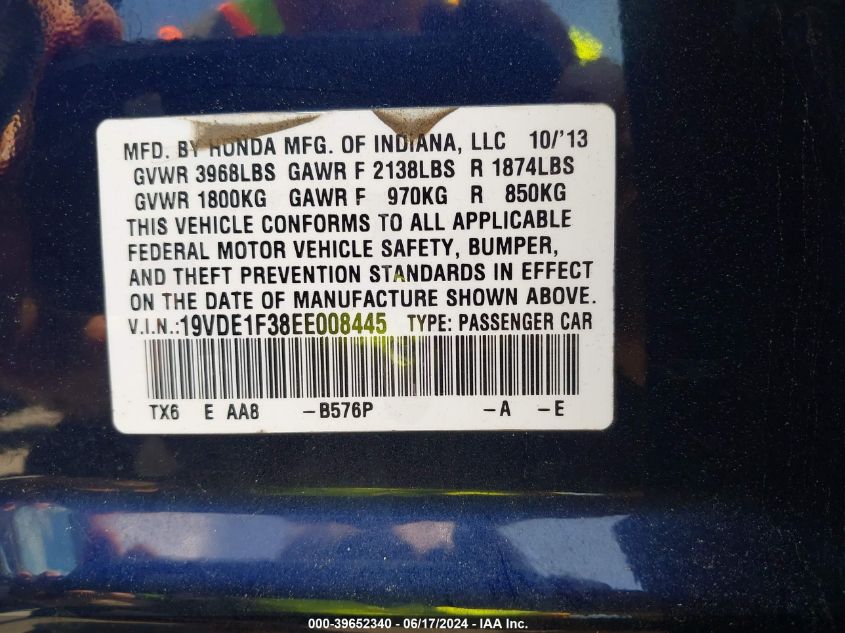 MFD. BY HONDA MFG. OF INDIANA, LLC 10/'13
GVWR 3968LBS GAWR F 2138LBS R 1874LBS
GVWR 1800KG GAWR F 970KG R 850KG
THIS VEHICLE CONFORMS TO ALL APPLICABLE
FEDERAL MOTOR VEHICLE SAFETY, BUMPER,
AND THEFT PREVENTION STANDARDS IN EFFECT
ON THE DATE OF MANUFACTURE SHOWN ABOVE.
V.I.N.:19VDE1F38EE008445 TYPE: PASSENGER CAR
TX6 E AA8 -B576P -A -E
000-39652340 - 06/17/2024 - IAA Inc.